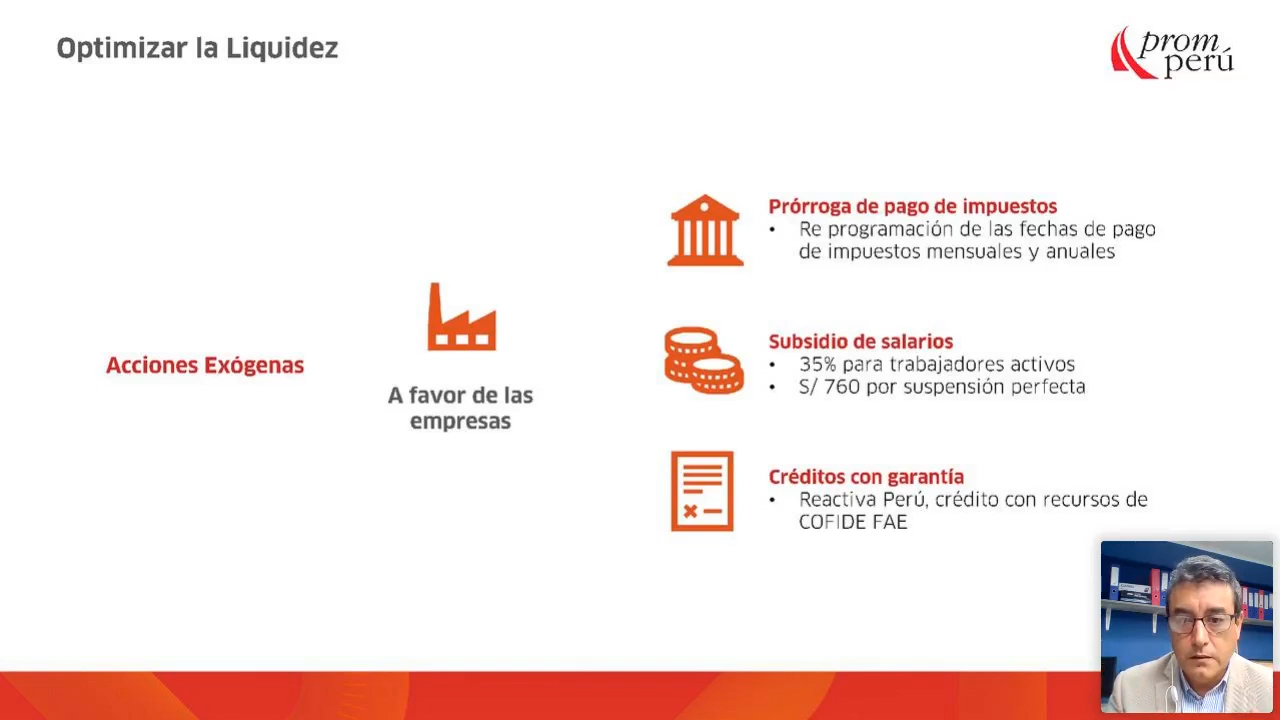 Optimizar la Liquidez
prom
perú
Prórroga de pago de impuestos
• Re programación de las fechas de pago
de impuestos mensuales y anuales
Acciones Exógenas
A favor de las
empresas
Subsidio de salarios
• 35% para trabajadores activos
• S/ 760 por suspensión perfecta
Créditos con garantía
• Reactiva Perú, crédito con recursos de
COFIDE FAE